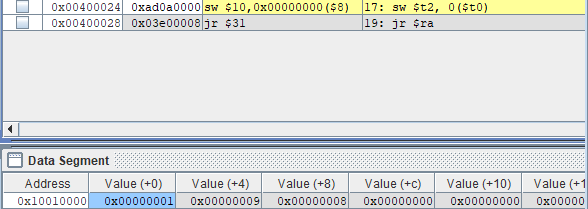 0x00400024 0xad0a0000 sw $10,0x00000000($8) 17: sw $t2, 0($t0)
0x00400028 0x03e00008 jr $31 19: jr $ra
Data Segment
Address Value (+0) Value (+4) Value (+8) Value (+c) Value (+10) Value (+1
0x10010000 0x00000001 0x00000009 0x00000008 0x00000000 0x00000000 0x0000